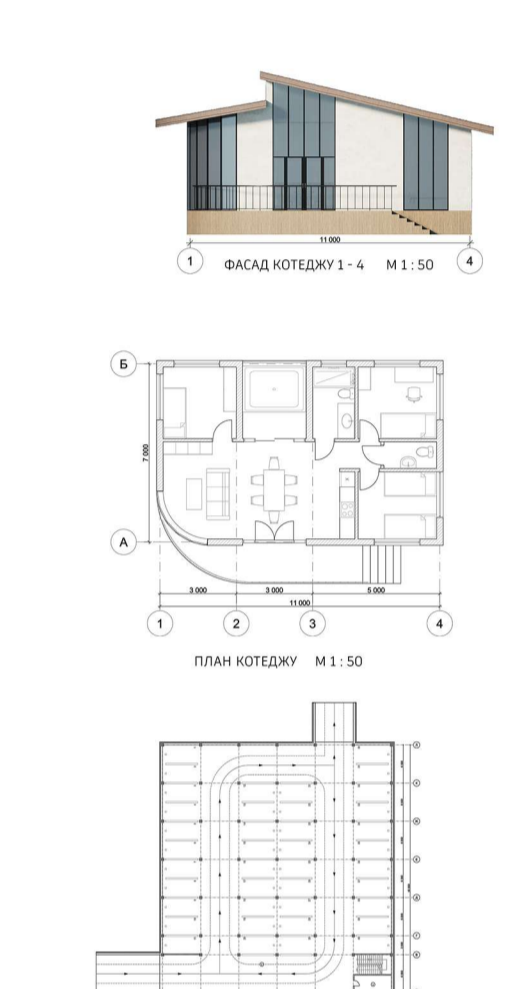 11 000
1 ФАСАД КОТЕДЖУ 1 - 4 М 1 : 50 4
Б
7 000
А
3 000 3 000 5 000
11 000
1 2 3 4
ПЛАН КОТЕДЖУ М 1 : 50